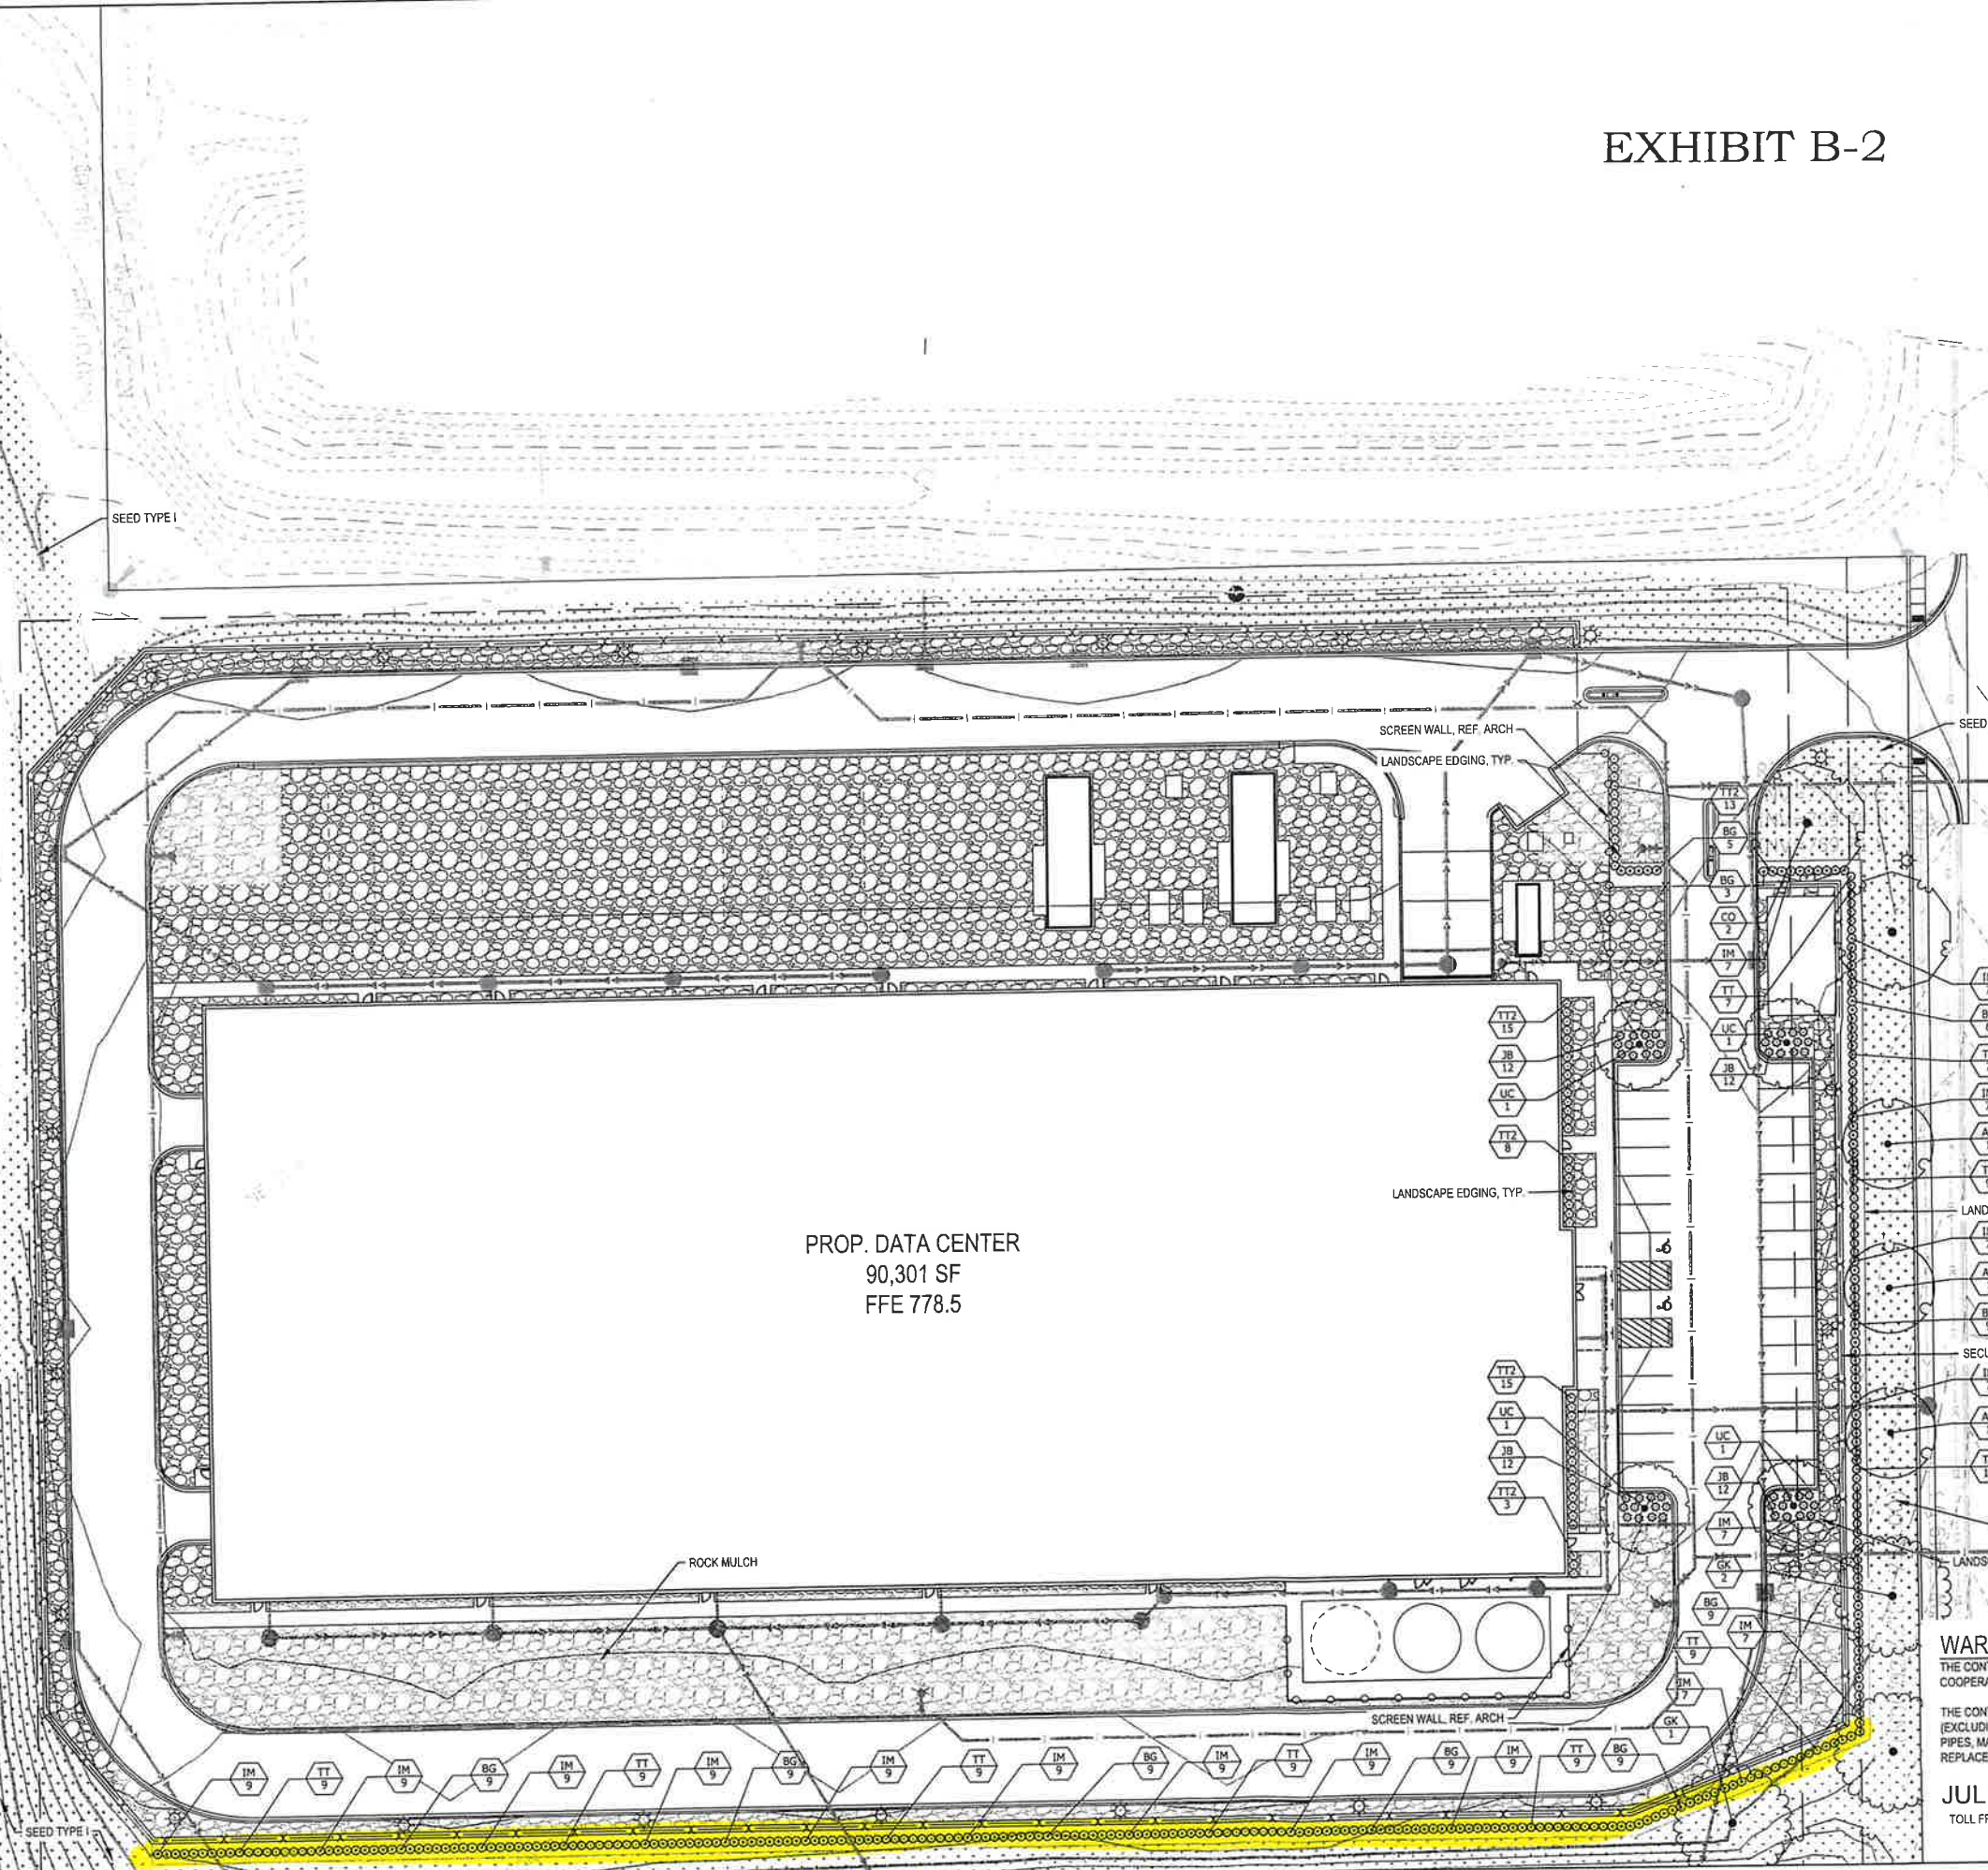 EXHIBIT B-2
SEED TYPE I
SEED
SCREEN WALL, REF. ARCH
LANDSCAPE EDGING, TYP.
TT2
13
BG
5
BG
3
CO
2
IM
7
TT
7
UC
1
JB
12
TT2
15
JB
12
UC
1
TT2
8
LANDSCAPE EDGING, TYP.
LAND
PROP. DATA CENTER
90,301 SF
FFE 778.5
SECU
TT2
15
UC
1
JB
12
TT2
3
UC
1
JB
12
IM
7
GK
2
BG
9
IM
7
TT
9
IM
7
GK
1
LANDS
ROCK MULCH
SCREEN WALL, REF. ARCH
WAR
THE CON
COOPERA
THE CON
(EXCLUDI
PIPES, MA
REPLACE
JUL
TOLL FR
IM
9
TT
9
IM
9
BG
9
IM
9
TT
9
IM
9
BG
9
IM
9
TT
9
IM
9
BG
9
IM
9
TT
9
IM
9
BG
9
IM
9
TT
9
BG
9
SEED TYPE I